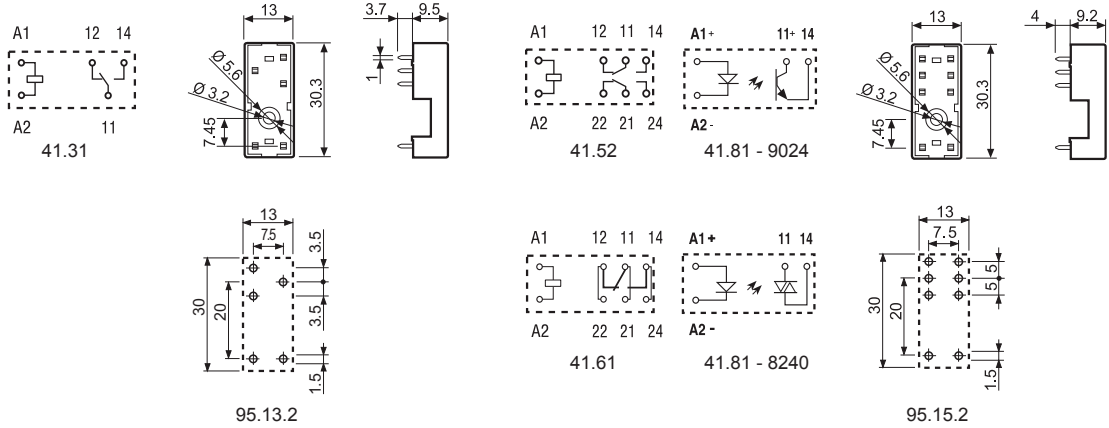 A1 12 14
A2 11
41.31
13
Ø 5.6
Ø 3.2
7.45
30.3
3.7 9.5
1
A1 12 11 14
A2 22 21 24
41.52
A1+ 11+ 14
A2-
41.81 - 9024
13
Ø 5.6
Ø 3.2
7.45
30.3
4 9.2
13
7.5
3.5
30
20
3.5
1.5
95.13.2
A1 12 11 14
A2 22 21 24
41.61
A1+ 11 14
A2 -
41.81 - 8240
13
7.5
5
5
30
20
1.5
95.15.2